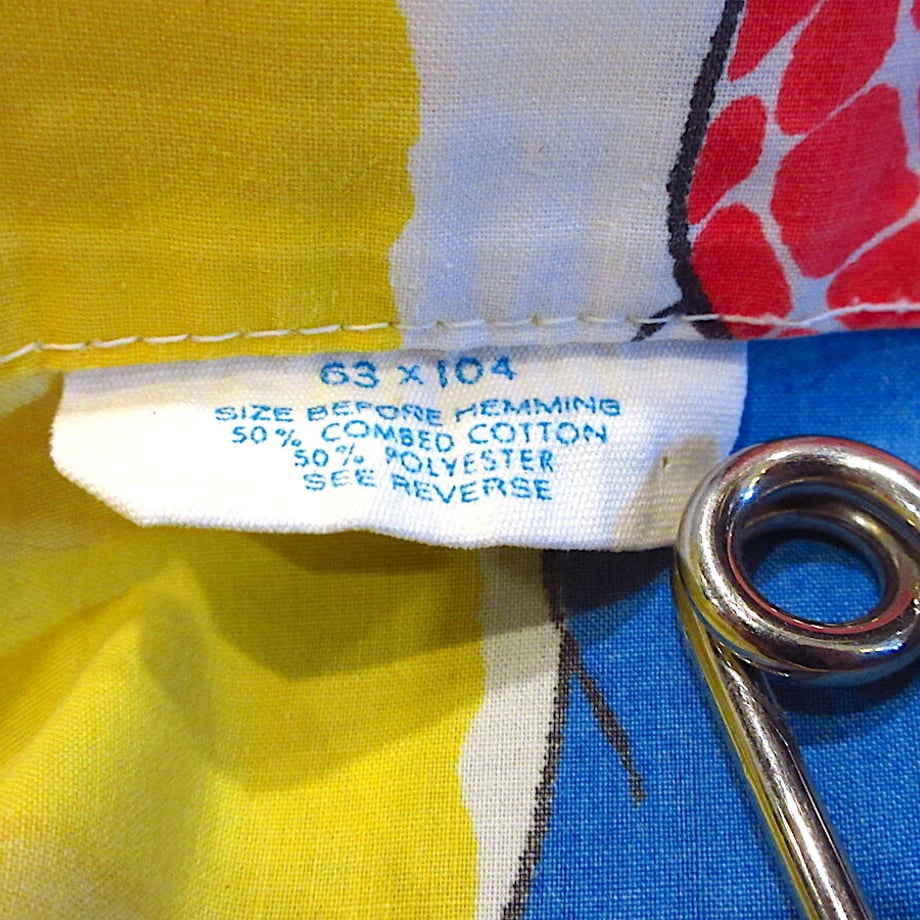 63 x 104
SIZE BEFORE HEMMING
50% COMBED COTTON
50% POLYESTER
SEE REVERSE